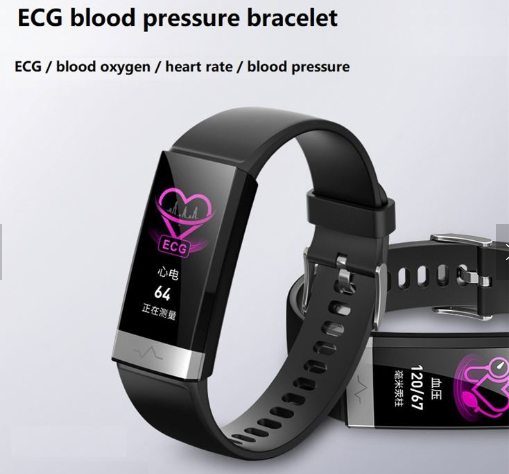 ECG blood pressure bracelet
ECG / blood oxygen / heart rate / blood pressure
ECG
心电
64
正在测量
血压
120/67
毫米汞柱